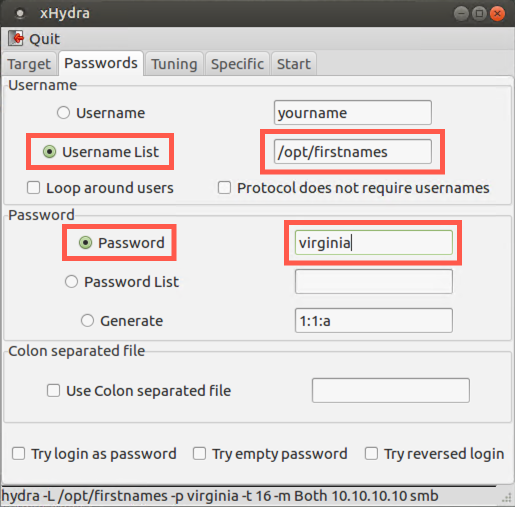 xHydra
Quit
Target Passwords Tuning Specific Start
Username
Username yourname
Username List /opt/firstnames
Loop around users Protocol does not require usernames
Password
Password virginia
Password List
Generate 1:1:a
Colon separated file
Use Colon separated file
Try login as password Try empty password Try reversed login
hydra -L /opt/firstnames -p virginia -t 16 -m Both 10.10.10.10 smb